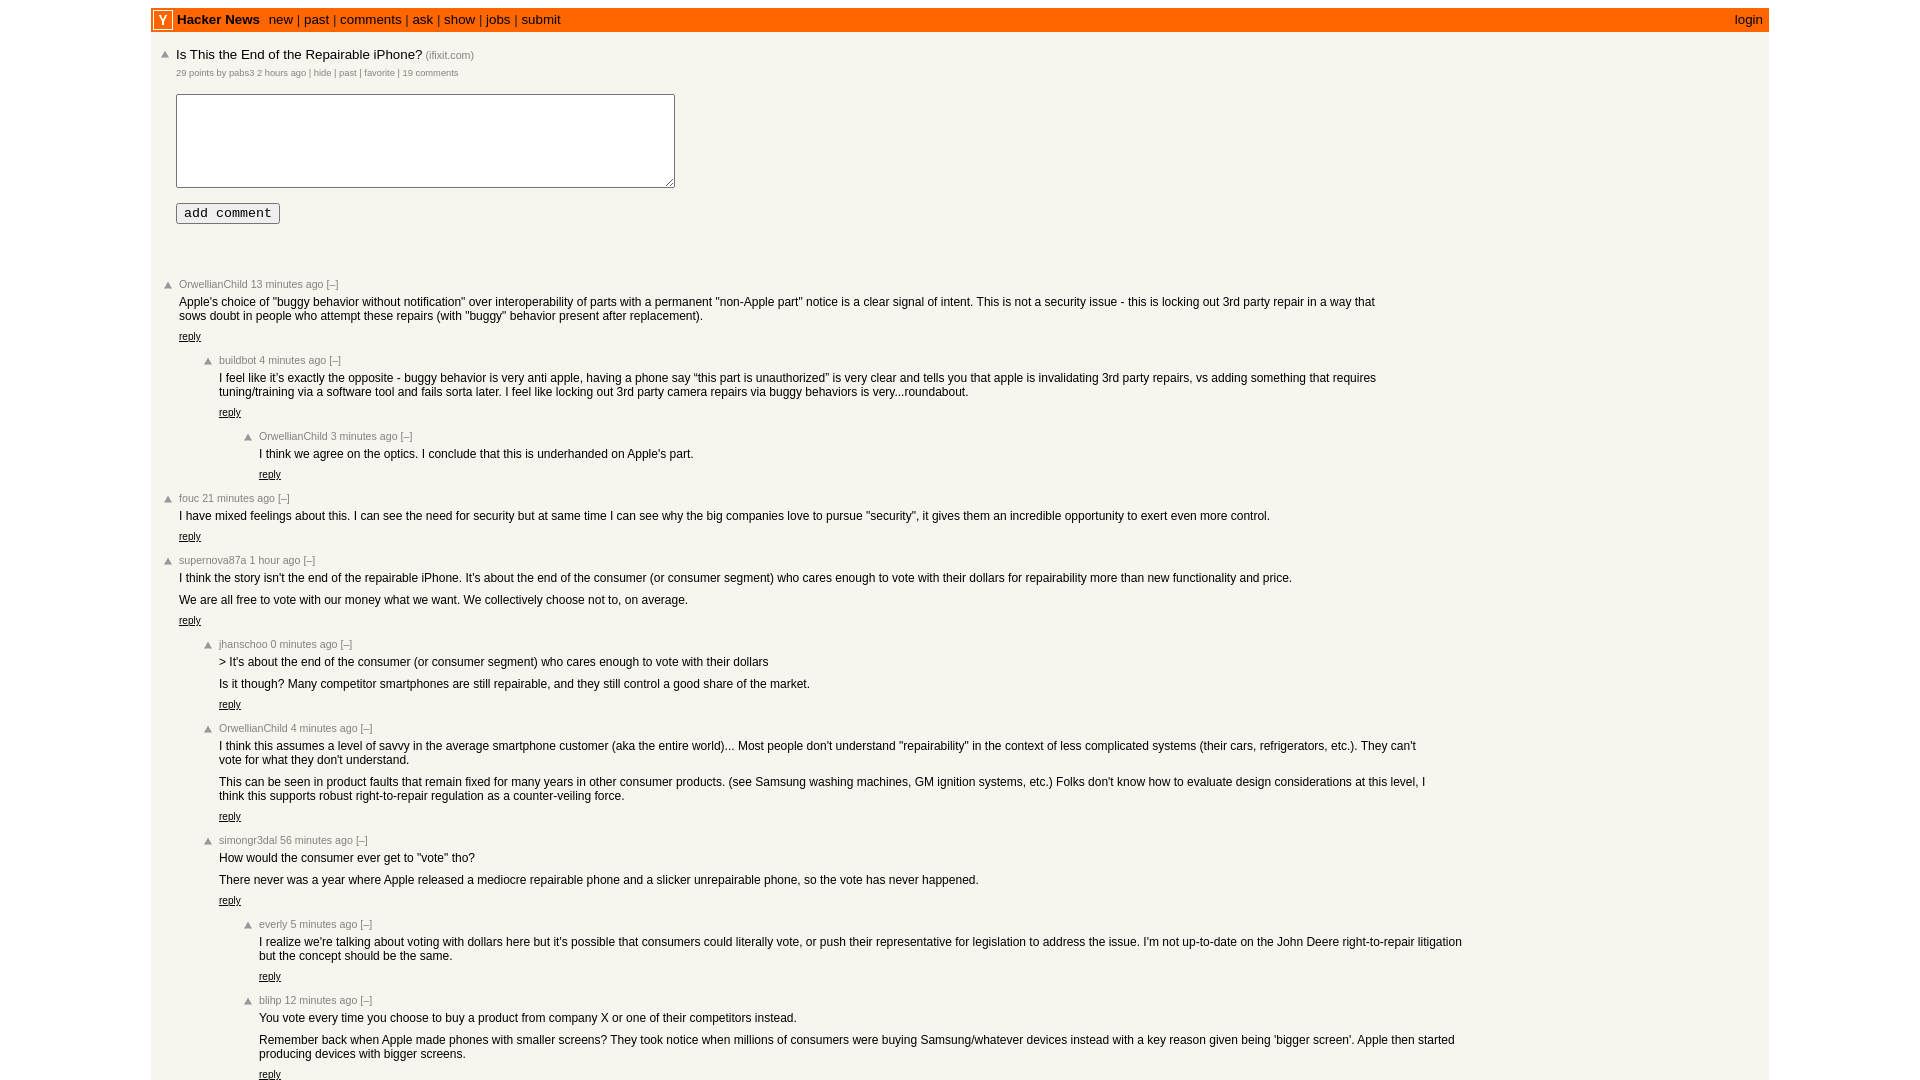 Y Hacker News new | past | comments | ask | show | jobs | submit login
Is This the End of the Repairable iPhone? (ifixit.com)
29 points by pabs3 2 hours ago | hide | past | favorite | 19 comments
add comment
OrwellianChild 13 minutes ago [–]
Apple's choice of "buggy behavior without notification" over interoperability of parts with a permanent "non-Apple part" notice is a clear signal of intent. This is not a security issue - this is locking out 3rd party repair in a way that
sows doubt in people who attempt these repairs (with "buggy" behavior present after replacement).
reply
buildbot 4 minutes ago [–]
I feel like it’s exactly the opposite - buggy behavior is very anti apple, having a phone say “this part is unauthorized” is very clear and tells you that apple is invalidating 3rd party repairs, vs adding something that requires
tuning/training via a software tool and fails sorta later. I feel like locking out 3rd party camera repairs via buggy behaviors is very...roundabout.
reply
OrwellianChild 3 minutes ago [–]
I think we agree on the optics. I conclude that this is underhanded on Apple's part.
reply
fouc 21 minutes ago [–]
I have mixed feelings about this. I can see the need for security but at same time I can see why the big companies love to pursue "security", it gives them an incredible opportunity to exert even more control.
reply
supernova87a 1 hour ago [–]
I think the story isn't the end of the repairable iPhone. It's about the end of the consumer (or consumer segment) who cares enough to vote with their dollars for repairability more than new functionality and price.
We are all free to vote with our money what we want. We collectively choose not to, on average.
reply
jhanschoo 0 minutes ago [–]
> It's about the end of the consumer (or consumer segment) who cares enough to vote with their dollars
Is it though? Many competitor smartphones are still repairable, and they still control a good share of the market.
reply
OrwellianChild 4 minutes ago [–]
I think this assumes a level of savvy in the average smartphone customer (aka the entire world)... Most people don't understand "repairability" in the context of less complicated systems (their cars, refrigerators, etc.). They can't
vote for what they don't understand.
This can be seen in product faults that remain fixed for many years in other consumer products. (see Samsung washing machines, GM ignition systems, etc.) Folks don't know how to evaluate design considerations at this level, I
think this supports robust right-to-repair regulation as a counter-veiling force.
reply
simongr3dal 56 minutes ago [–]
How would the consumer ever get to "vote" tho?
There never was a year where Apple released a mediocre repairable phone and a slicker unrepairable phone, so the vote has never happened.
reply
everly 5 minutes ago [–]
I realize we're talking about voting with dollars here but it's possible that consumers could literally vote, or push their representative for legislation to address the issue. I'm not up-to-date on the John Deere right-to-repair litigation
but the concept should be the same.
reply
blihp 12 minutes ago [–]
You vote every time you choose to buy a product from company X or one of their competitors instead.
Remember back when Apple made phones with smaller screens? They took notice when millions of consumers were buying Samsung/whatever devices instead with a key reason given being 'bigger screen'. Apple then started
producing devices with bigger screens.
reply